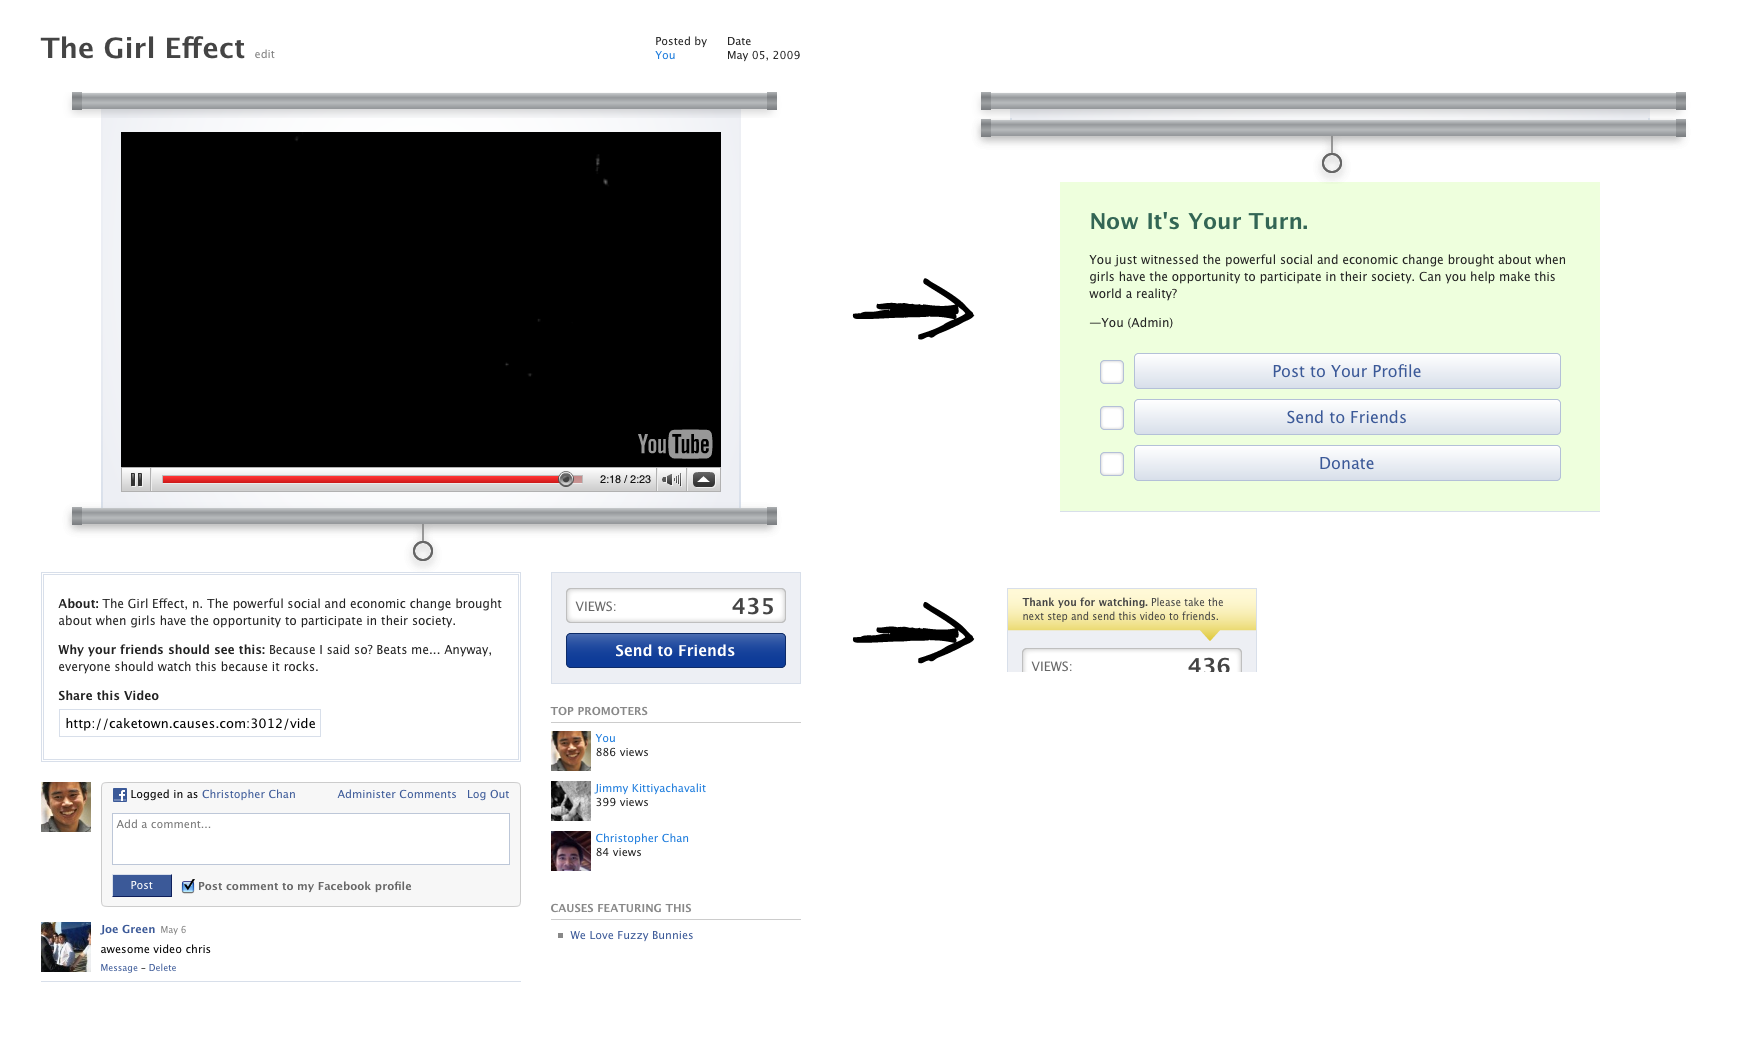 The Girl Effect edit
Posted by
You
Date
May 05, 2009
YouTube
2:18 / 2:23
Now It's Your Turn.
You just witnessed the powerful social and economic change brought about when
girls have the opportunity to participate in their society. Can you help make this
world a reality?
—You (Admin)
Post to Your Profile
Send to Friends
Donate
About: The Girl Effect, n. The powerful social and economic change brought
about when girls have the opportunity to participate in their society.
Why your friends should see this: Because I said so? Beats me... Anyway,
everyone should watch this because it rocks.
Share this Video
http://caketown.causes.com:3012/vide
VIEWS: 435
Send to Friends
Thank you for watching. Please take the
next step and send this video to friends.
VIEWS: 436
TOP PROMOTERS
You
886 views
Jimmy Kittiyachavalit
399 views
Christopher Chan
84 views
CAUSES FEATURING THIS
We Love Fuzzy Bunnies
Logged in as Christopher Chan Administer Comments Log Out
Add a comment...
Post Post comment to my Facebook profile
Joe Green May 6
awesome video chris
Message – Delete